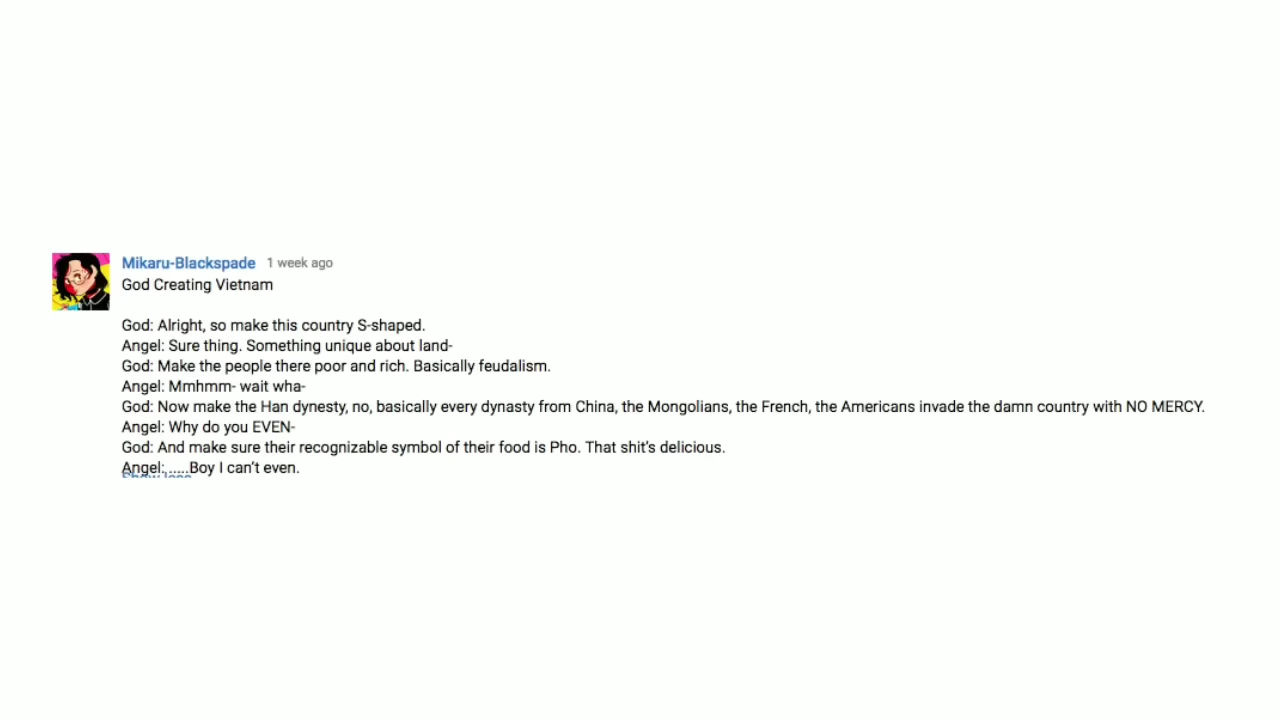 Mikaru-Blackspade 1 week ago
God Creating Vietnam
God: Alright, so make this country S-shaped.
Angel: Sure thing. Something unique about land-
God: Make the people there poor and rich. Basically feudalism.
Angel: Mmhmm- wait wha-
God: Now make the Han dynesty, no, basically every dynasty from China, the Mongolians, the French, the Americans invade the damn country with NO MERCY.
Angel: Why do you EVEN-
God: And make sure their recognizable symbol of their food is Pho. That shit's delicious.
Angel: .....Boy I can't even.
Show less